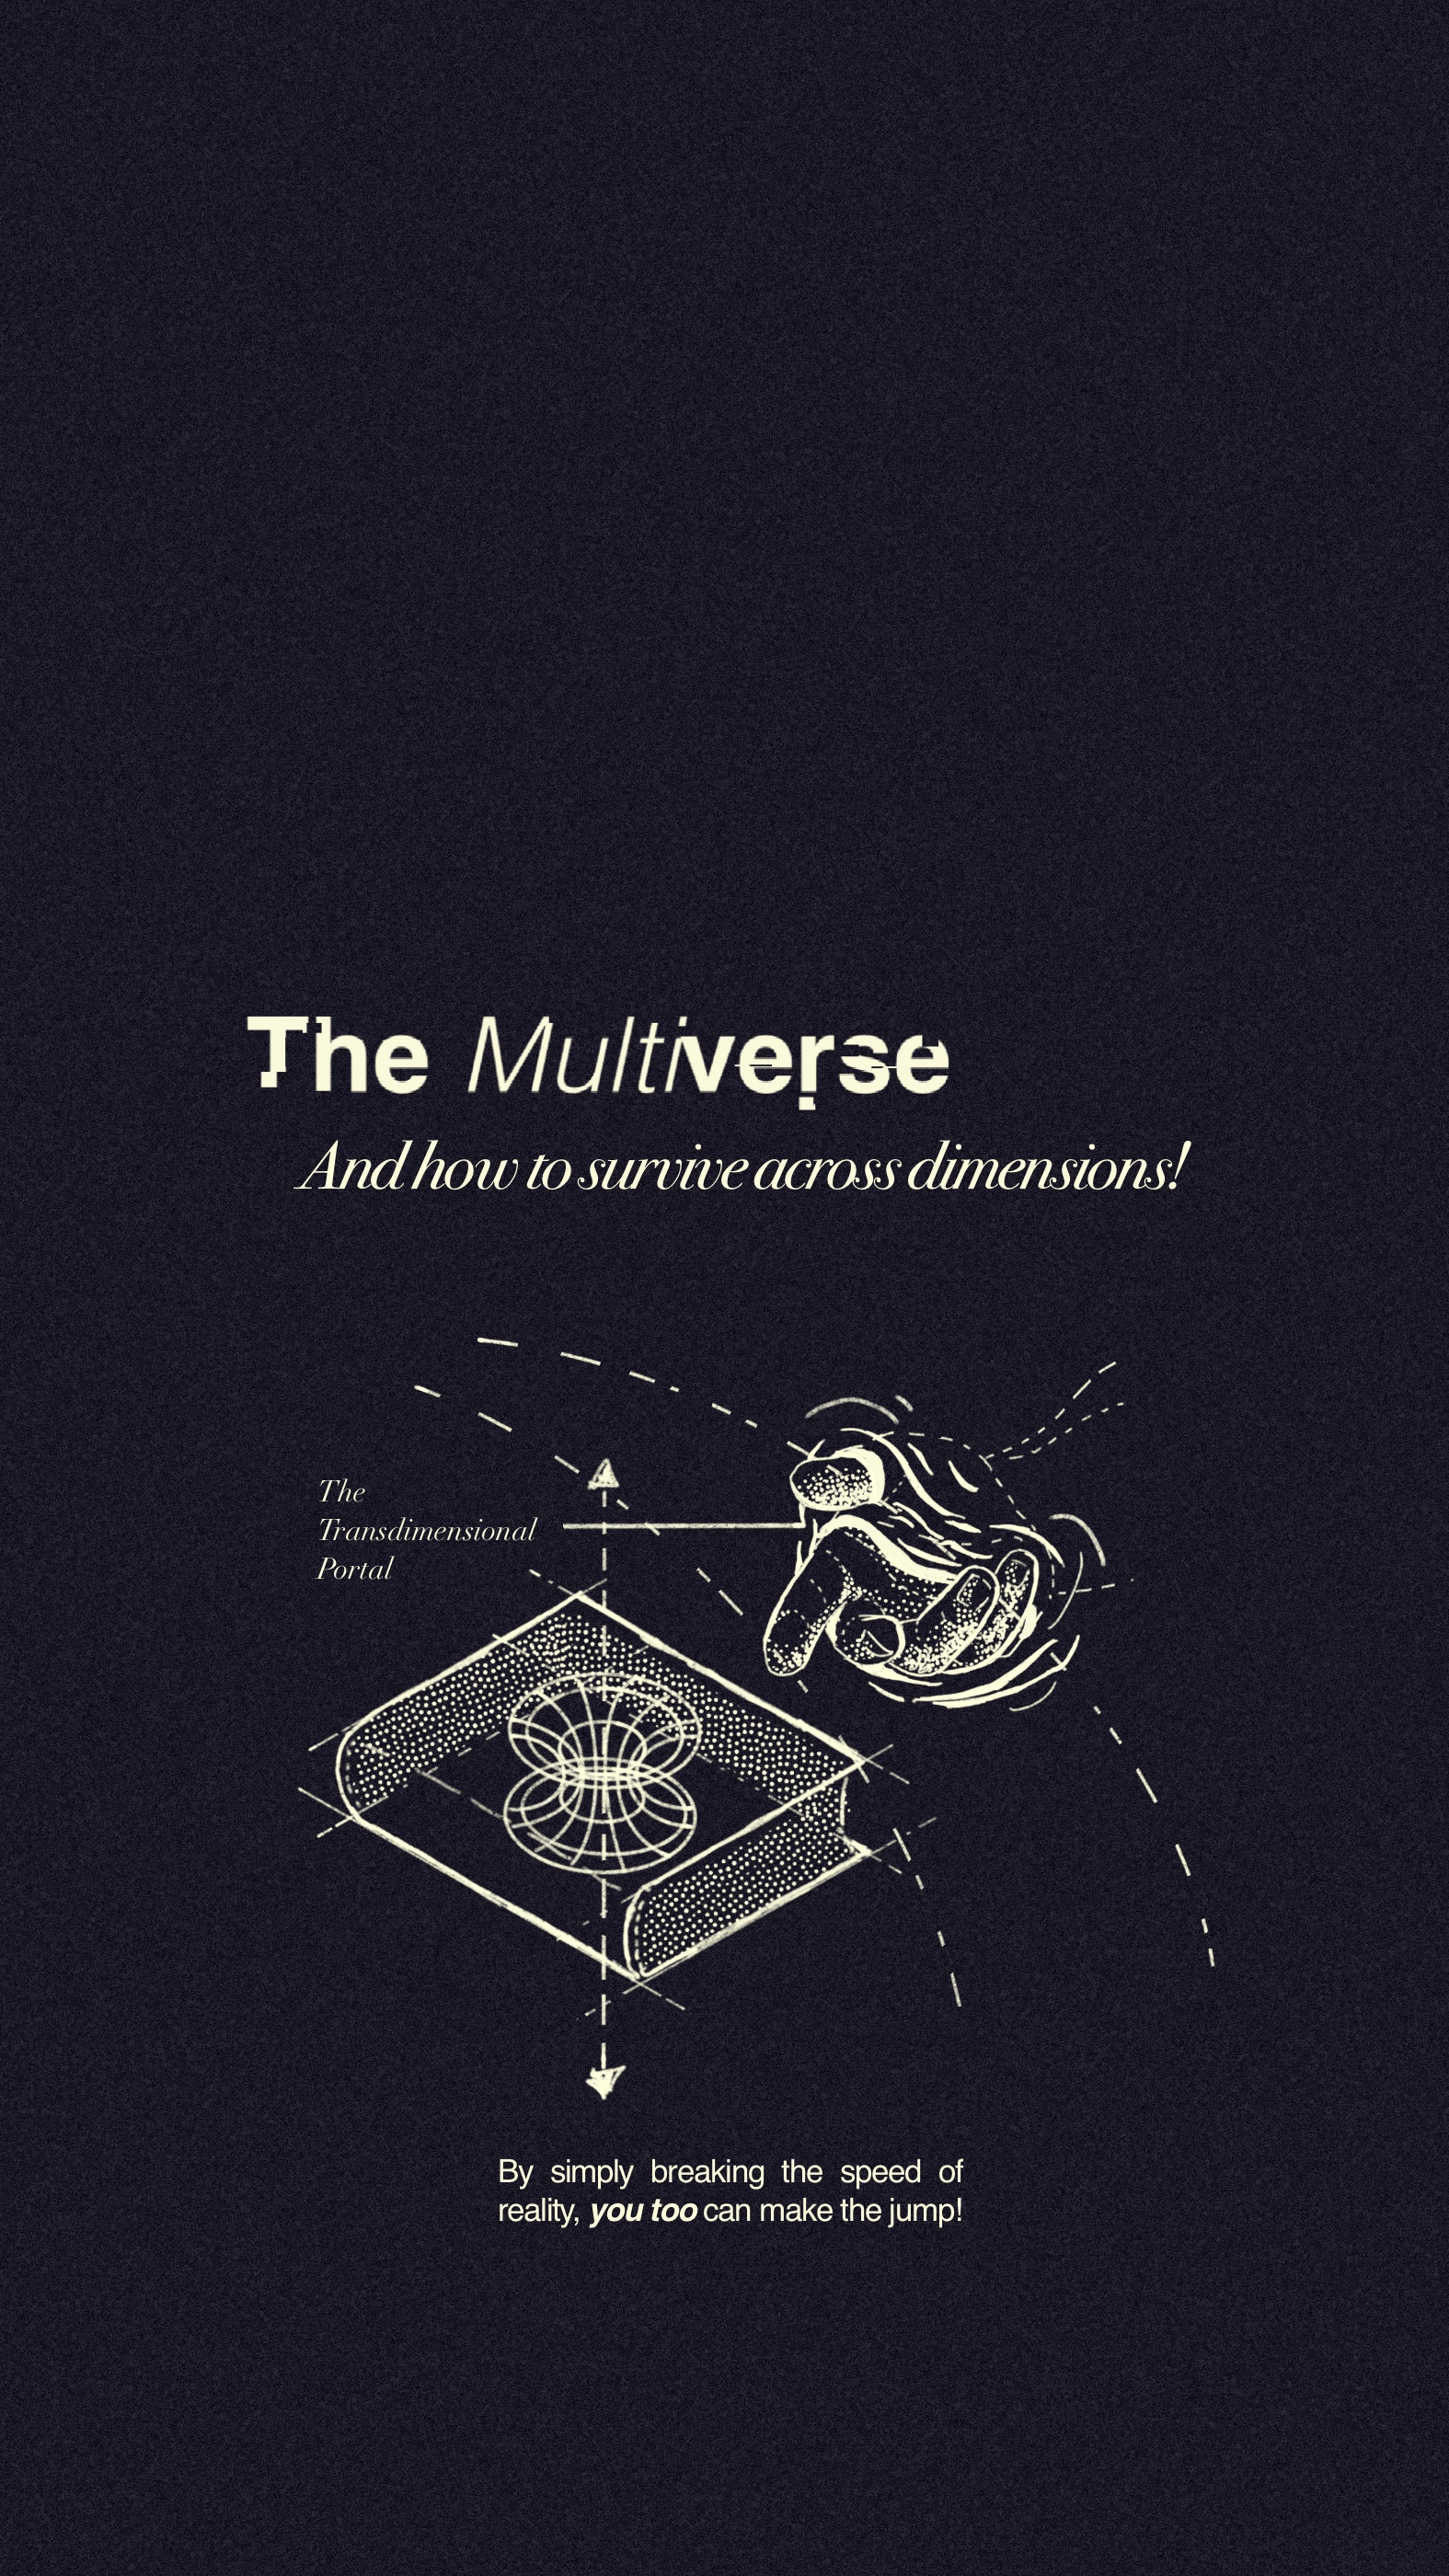 The Multiverse
And how to survive across dimensions!
The
Transdimensional
Portal
By simply breaking the speed of
reality, you too can make the jump!